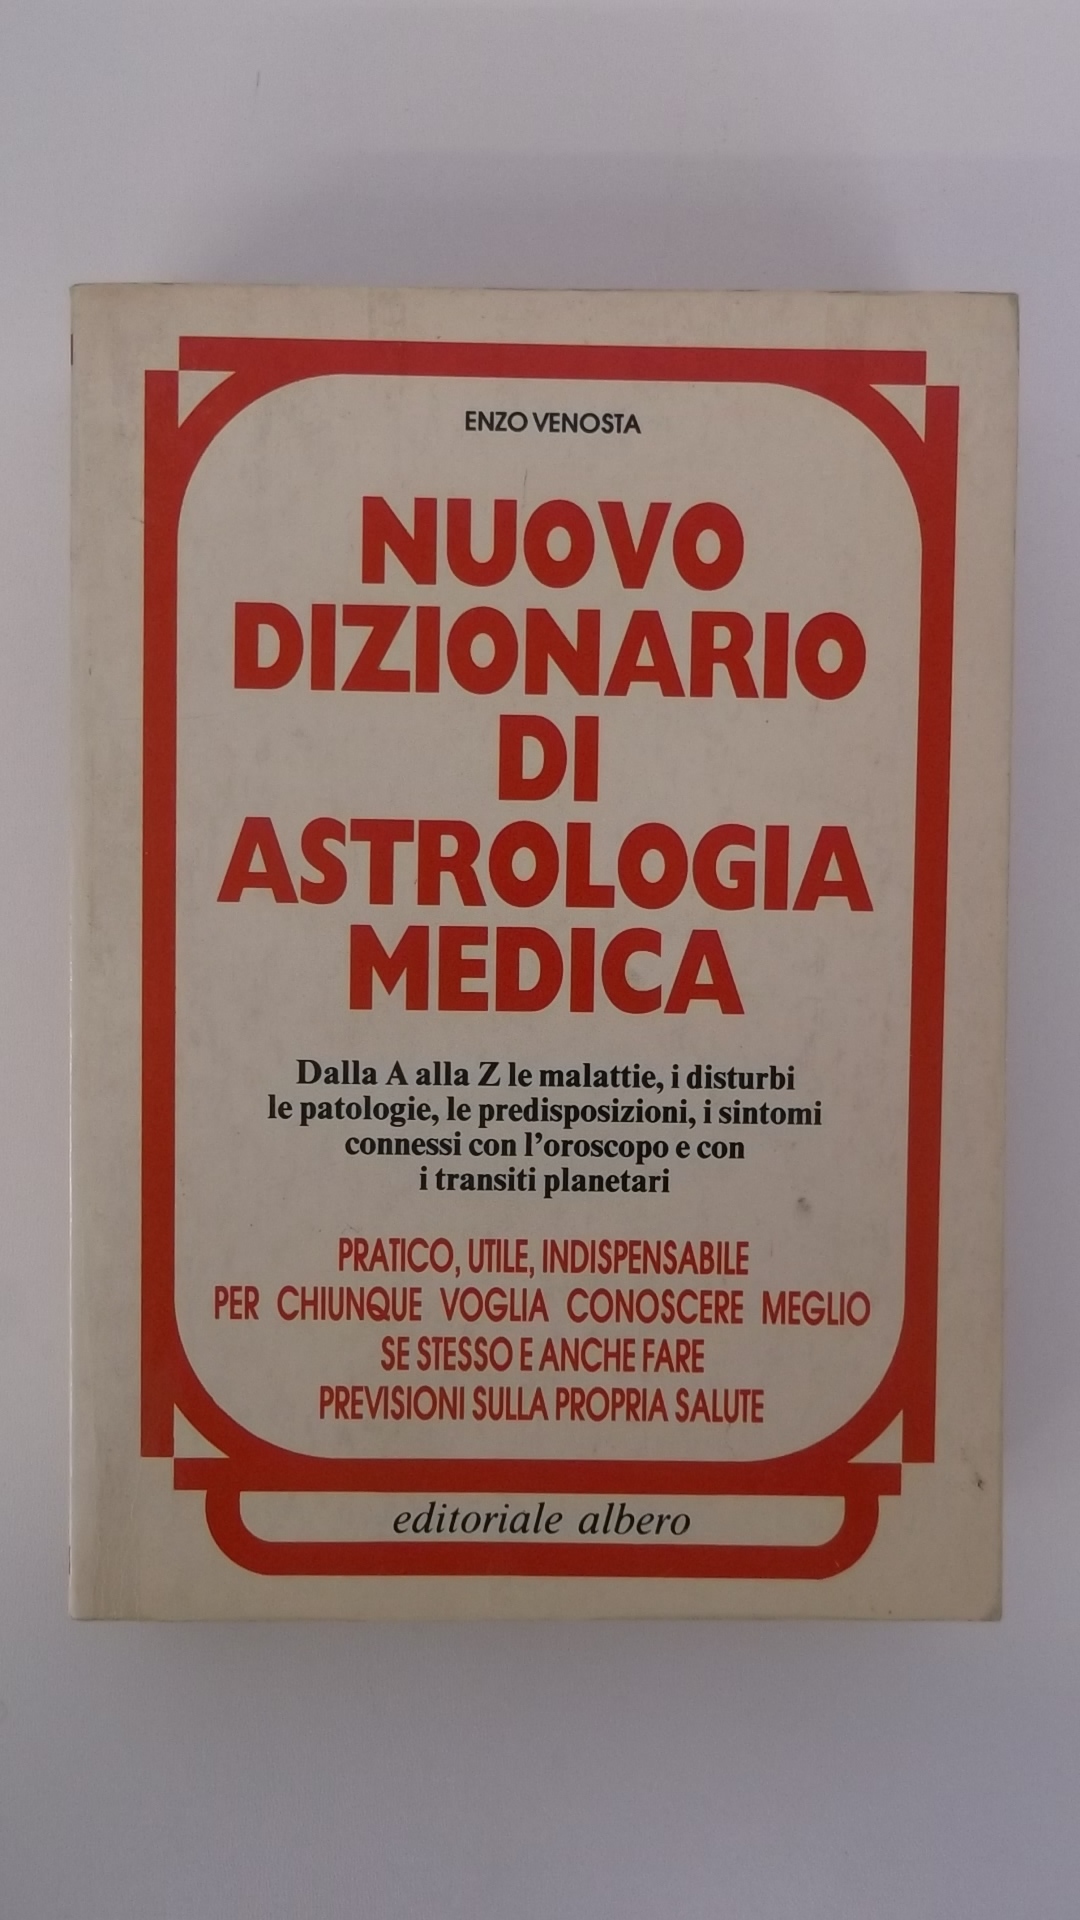 ENZO VENOSTA
NUOVO
DIZIONARIO
DI
ASTROLOGIA
MEDICA
Dalla A alla Z le malattie, i disturbi
le patologie, le predisposizioni, i sintomi
connessi con l'oroscopo e con
i transiti planetari
PRATICO, UTILE, INDISPENSABILE
PER CHIUNQUE VOGLIA CONOSCERE MEGLIO
SE STESSO E ANCHE FARE
PREVISIONI SULLA PROPRIA SALUTE
editoriale albero